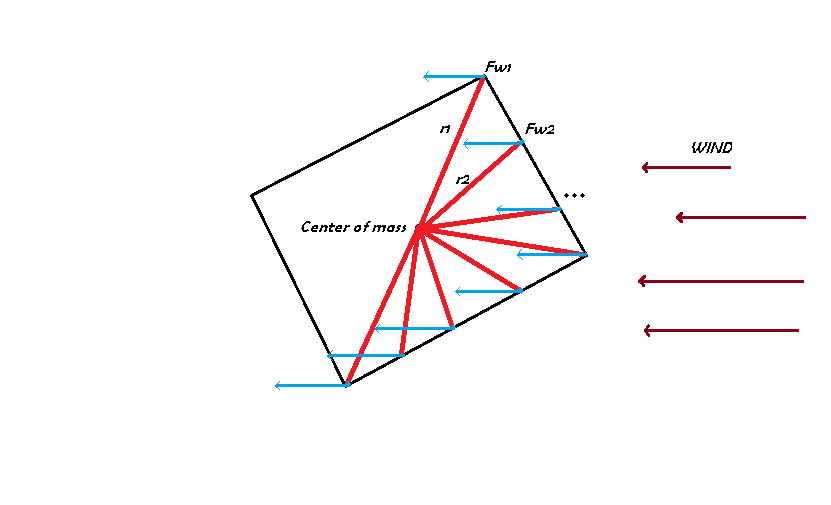 Fw1
r1
Fw2
WIND
r2
...
Center of mass